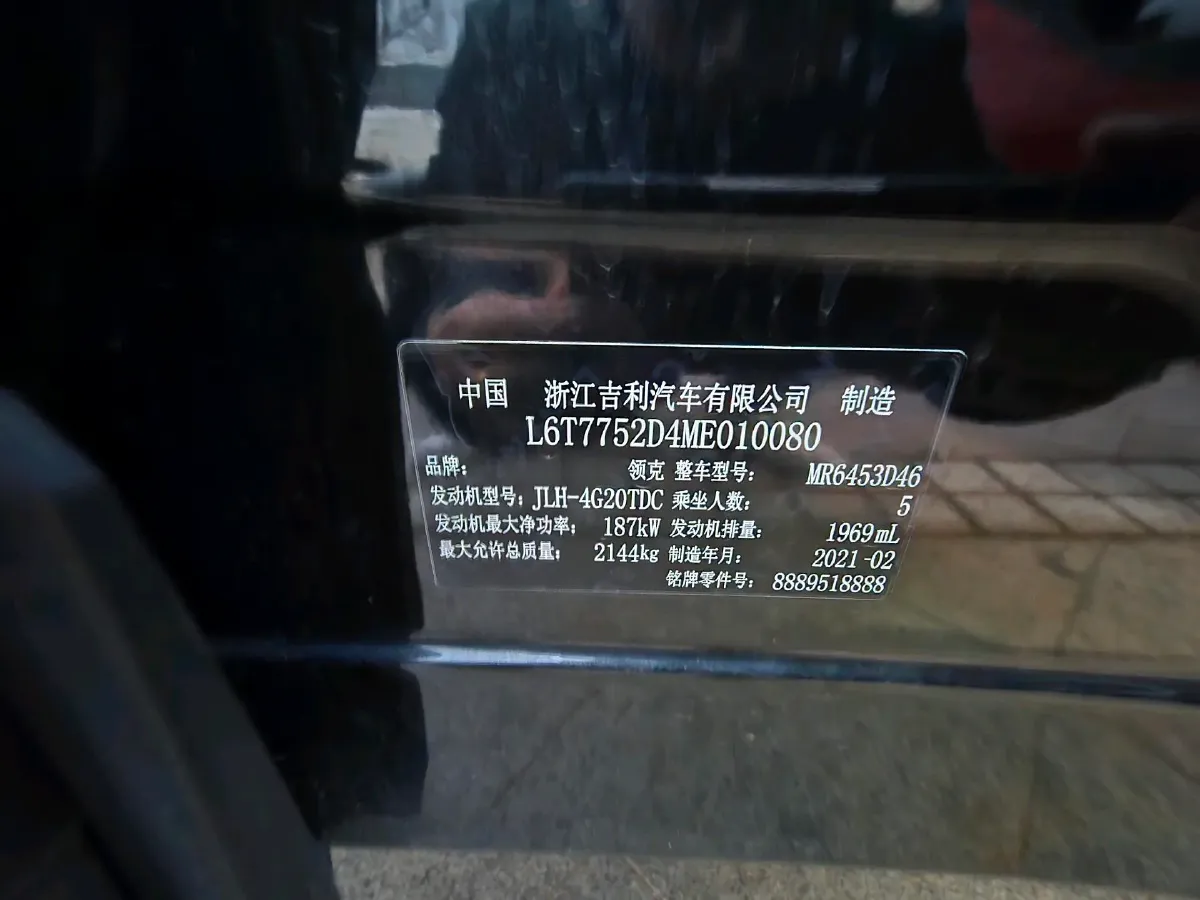 中国 浙江吉利汽车有限公司 制造
L6T7752D4ME010080
品牌: 领克 整车型号: MR6453D46
发动机型号: JLH-4G20TDC 乘坐人数: 5
发动机最大净功率: 187kW 发动机排量: 1969mL
最大允许总质量: 2144kg 制造年月: 2021-02
铭牌零件号: 8889518888